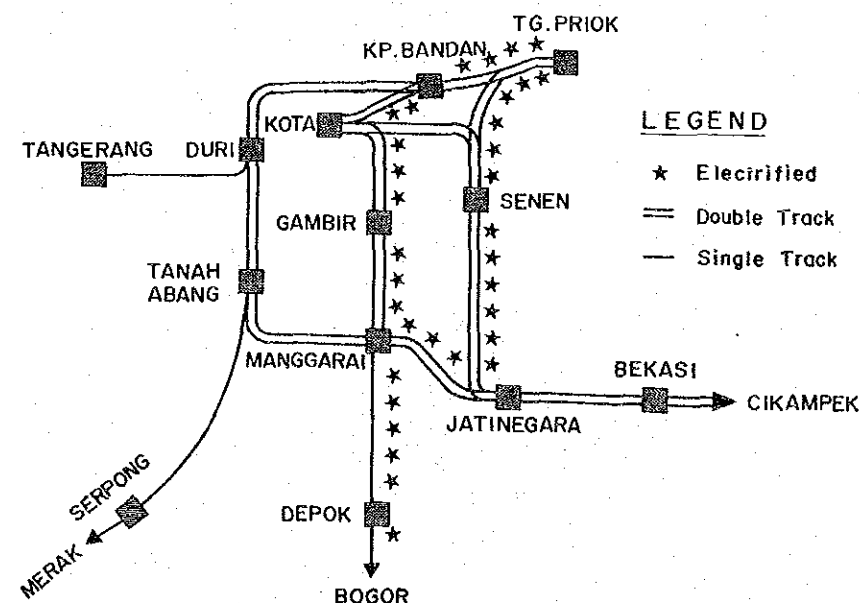 TG. PRIOK
KP. BANDAN
KOTA
TANGERANG
DURI
LEGEND
★ Electrified
Double Track
Single Track
SENEN
GAMBIR
TANAH
ABANG
MANGGARAI
BEKASI
CIKAMPEK
JATINEGARA
SERPONG
MERAK
DEPOK
BOGOR